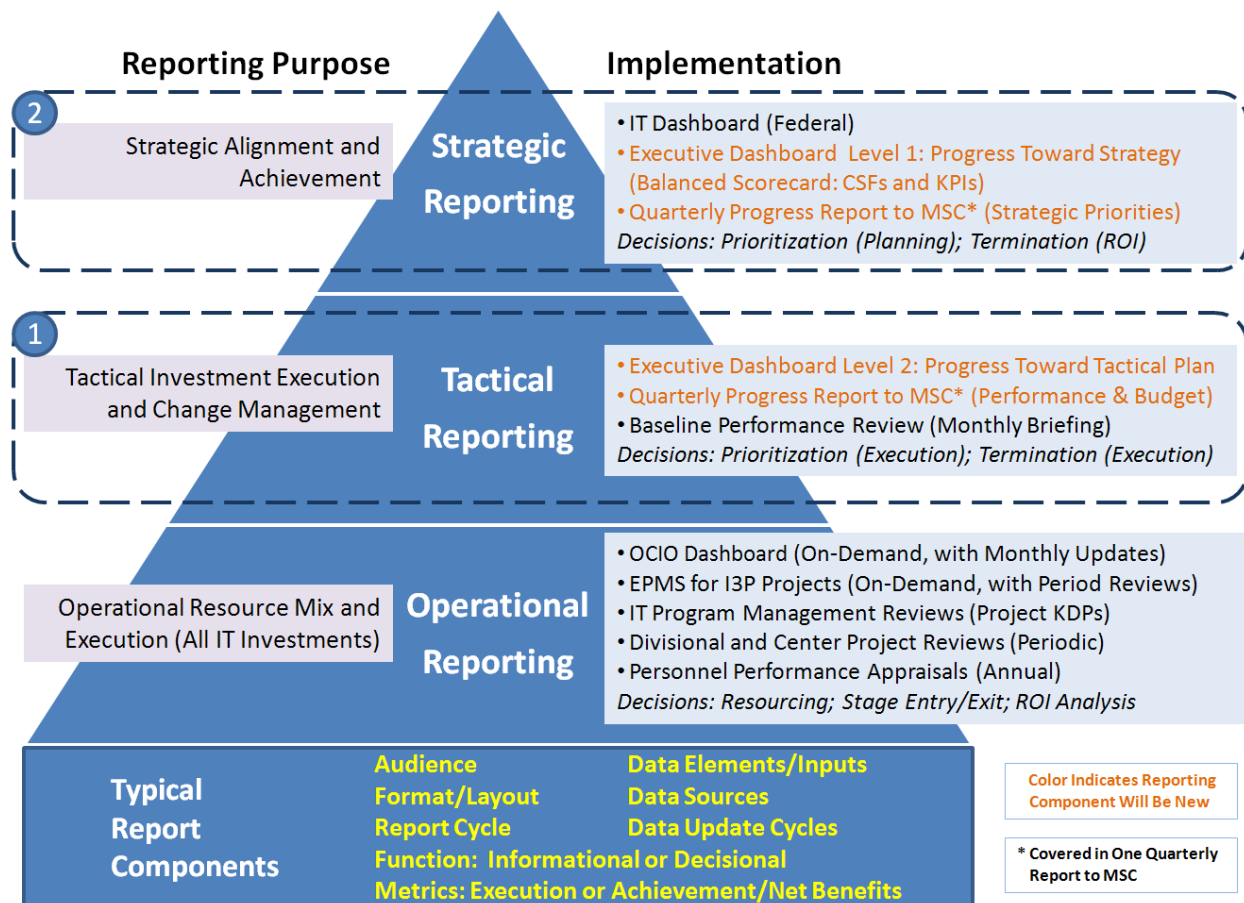 Reporting Purpose
Implementation
2
Strategic Alignment and
Achievement
Strategic
Reporting
• IT Dashboard (Federal)
• Executive Dashboard Level 1: Progress Toward Strategy
(Balanced Scorecard: CSFs and KPIs)
• Quarterly Progress Report to MSC* (Strategic Priorities)
Decisions: Prioritization (Planning); Termination (ROI)
1
Tactical Investment Execution
and Change Management
Tactical
Reporting
• Executive Dashboard Level 2: Progress Toward Tactical Plan
• Quarterly Progress Report to MSC* (Performance & Budget)
• Baseline Performance Review (Monthly Briefing)
Decisions: Prioritization (Execution); Termination (Execution)
Operational Resource Mix and
Execution (All IT Investments)
Operational
Reporting
• OCIO Dashboard (On-Demand, with Monthly Updates)
• EPMS for I3P Projects (On-Demand, with Period Reviews)
• IT Program Management Reviews (Project KDPs)
• Divisional and Center Project Reviews (Periodic)
• Personnel Performance Appraisals (Annual)
Decisions: Resourcing; Stage Entry/Exit; ROI Analysis
Typical
Report
Components
Audience
Format/Layout
Report Cycle
Data Elements/Inputs
Data Sources
Data Update Cycles
Function: Informational or Decisional
Metrics: Execution or Achievement/Net Benefits
Color Indicates Reporting
Component Will Be New
* Covered in One Quarterly
Report to MSC